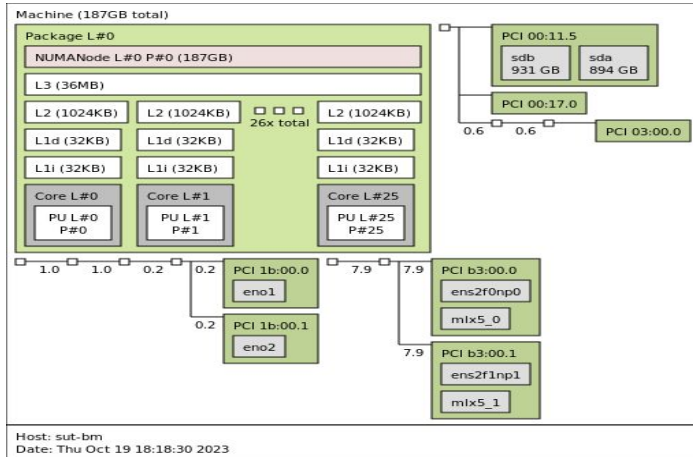 Machine (187GB total)
Package L#0
NUMANode L#0 P#0 (187GB)
L3 (36MB)
L2 (1024KB) L2 (1024KB) 26x total L2 (1024KB)
L1d (32KB) L1d (32KB) L1d (32KB)
L1i (32KB) L1i (32KB) L1i (32KB)
Core L#0 Core L#1 Core L#25
PU L#0 PU L#1 PU L#25
P#0 P#1 P#25
PCI 00:11.5
sdb sda
931 GB 894 GB
PCI 00:17.0
0.6 0.6 PCI 03:00.0
1.0 1.0 0.2 0.2 PCI 1b:00.0
eno1
0.2 PCI 1b:00.1
eno2
7.9 7.9 PCI b3:00.0
ens2f0np0
mlx5_0
7.9 PCI b3:00.1
ens2f1np1
mlx5_1
Host: sut-bm
Date: Thu Oct 19 18:18:30 2023